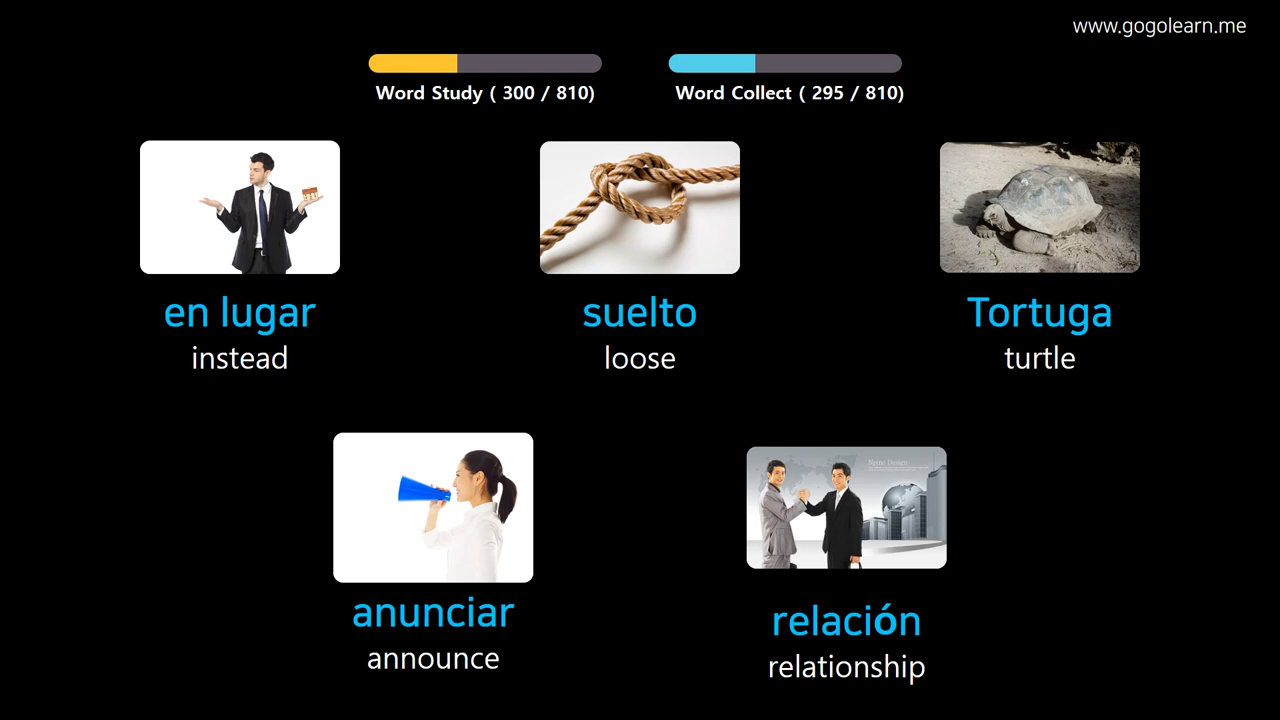 www.gogolearn.me
Word Study ( 300 / 810)
Word Collect ( 295 / 810)
en lugar
instead
suelto
loose
Tortuga
turtle
anunciar
announce
relación
relationship